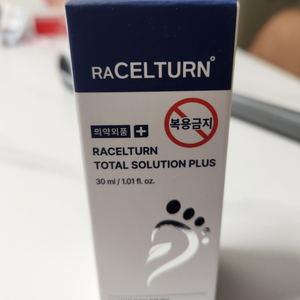 RACELTURN
의약외품
복용금지
RACELTURN
TOTAL SOLUTION PLUS
30 ml / 1.01 fl. oz.